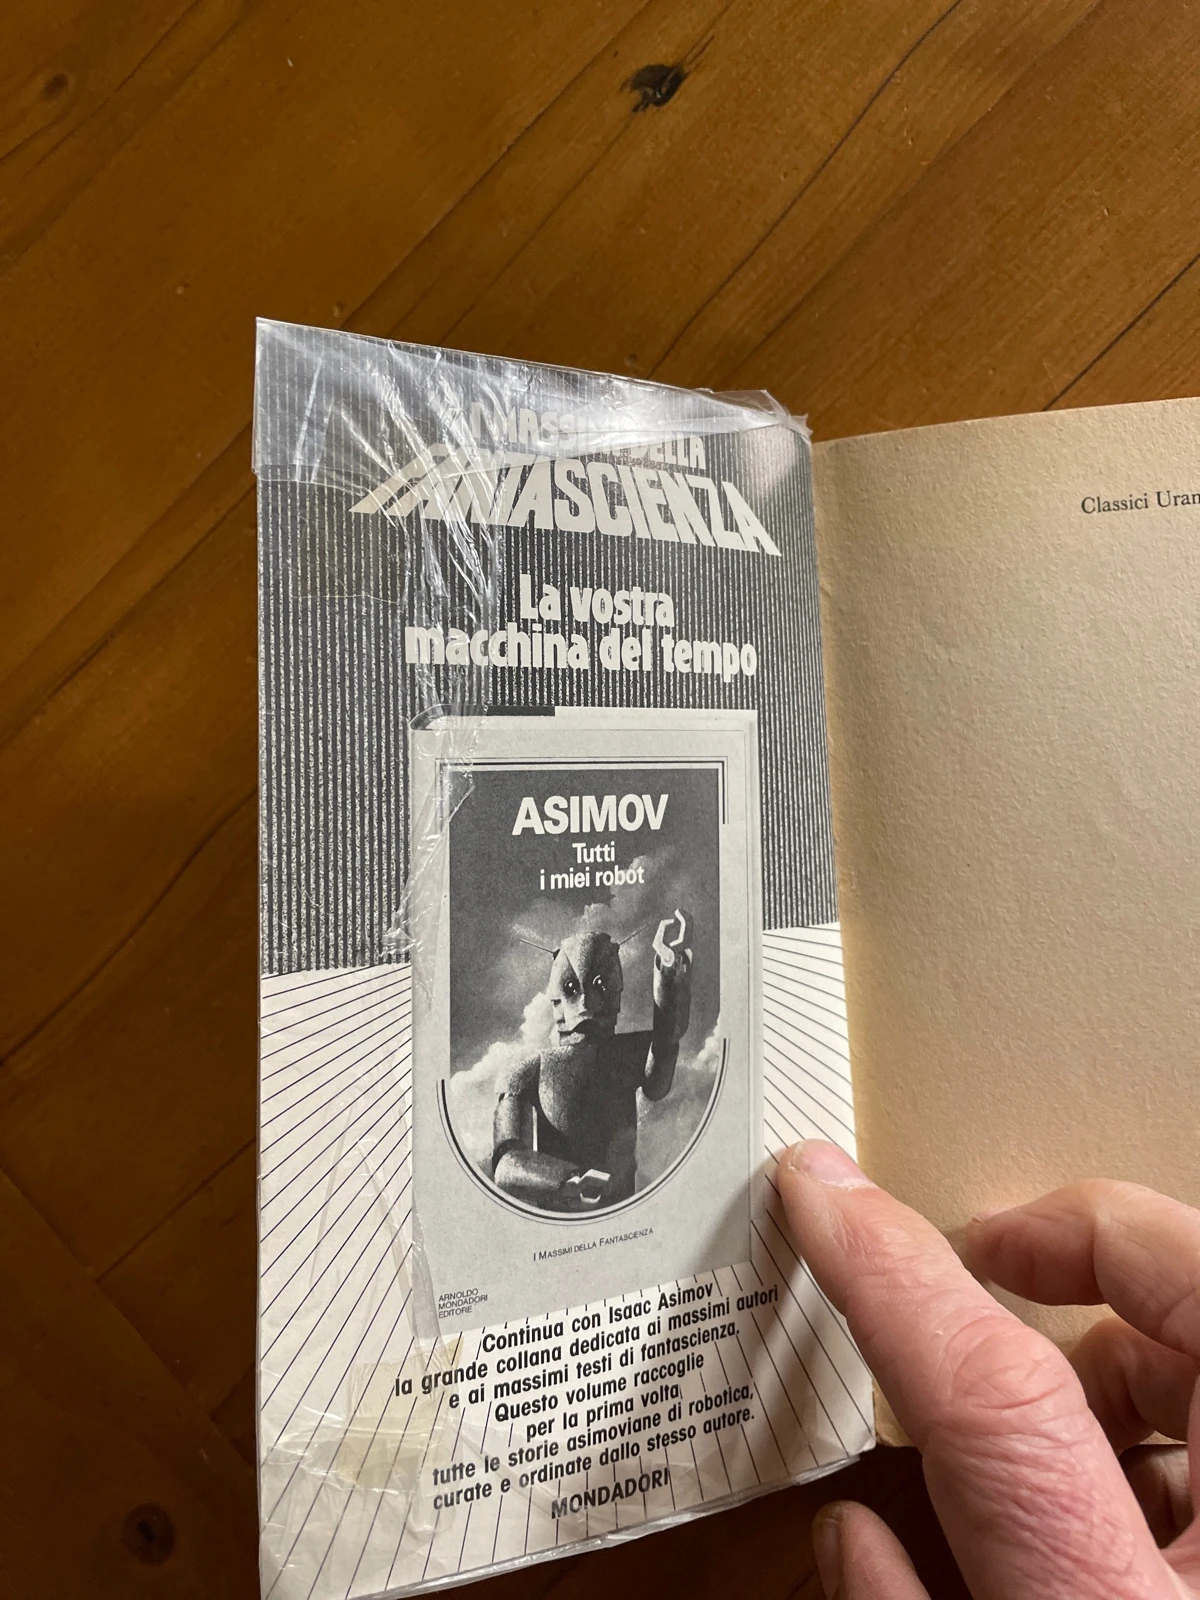 I MASSIMI DELLA
FANTASCIENZA
La vostra
macchina del tempo
ASIMOV
Tutti
i miei robot
I MASSIMI DELLA FANTASCIENZA
ARNOLDO
MONDADORI
EDITORE
Continua con Isaac Asimov
la grande collana dedicata ai massimi autori
e ai massimi testi di fantascienza.
Questo volume raccoglie
per la prima volta
tutte le storie asimoviane di robotica,
curate e ordinate dallo stesso autore.
MONDADORI
Classici Uran